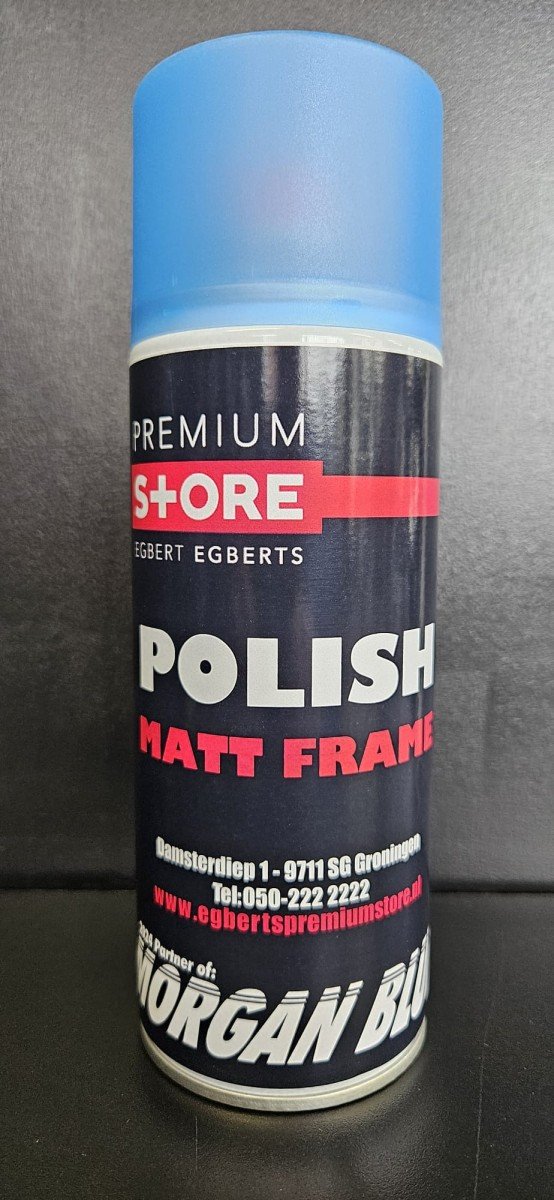 PREMIUM
STORE
EGBERT EGBERTS
POLISH
MATT FRAME
Damsterdiep 1 - 9711 SG Groningen
Tel:050-222 2222
www.egbertspremiumstore.nl
Partner of:
MORGAN BLU